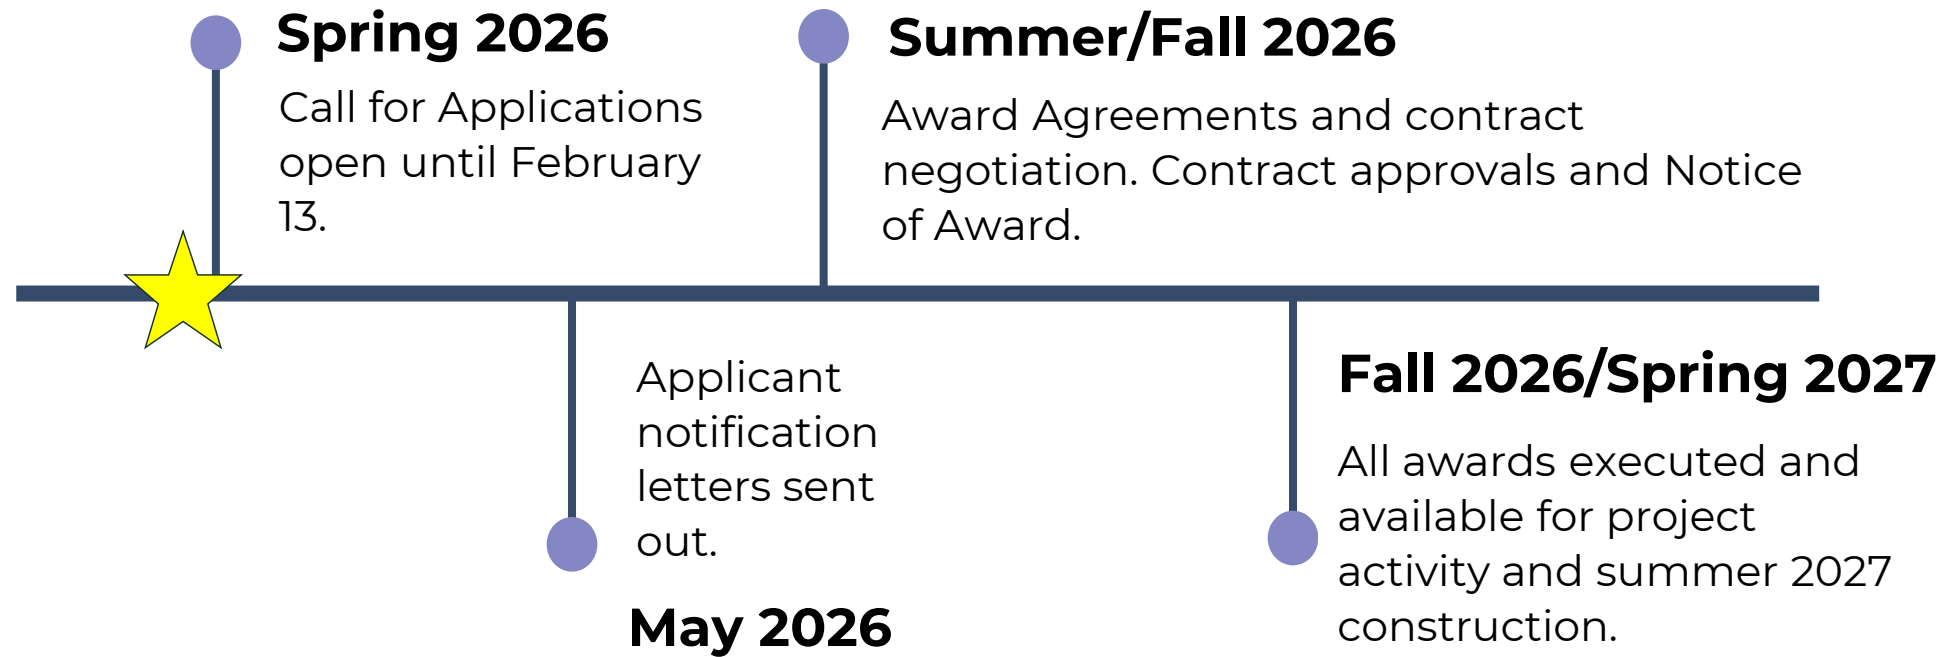 Spring 2026
Call for Applications
open until February
13.
Summer/Fall 2026
Award Agreements and contract
negotiation. Contract approvals and Notice
of Award.
Applicant
notification
letters sent
out.
May 2026
Fall 2026/Spring 2027
All awards executed and
available for project
activity and summer 2027
construction.